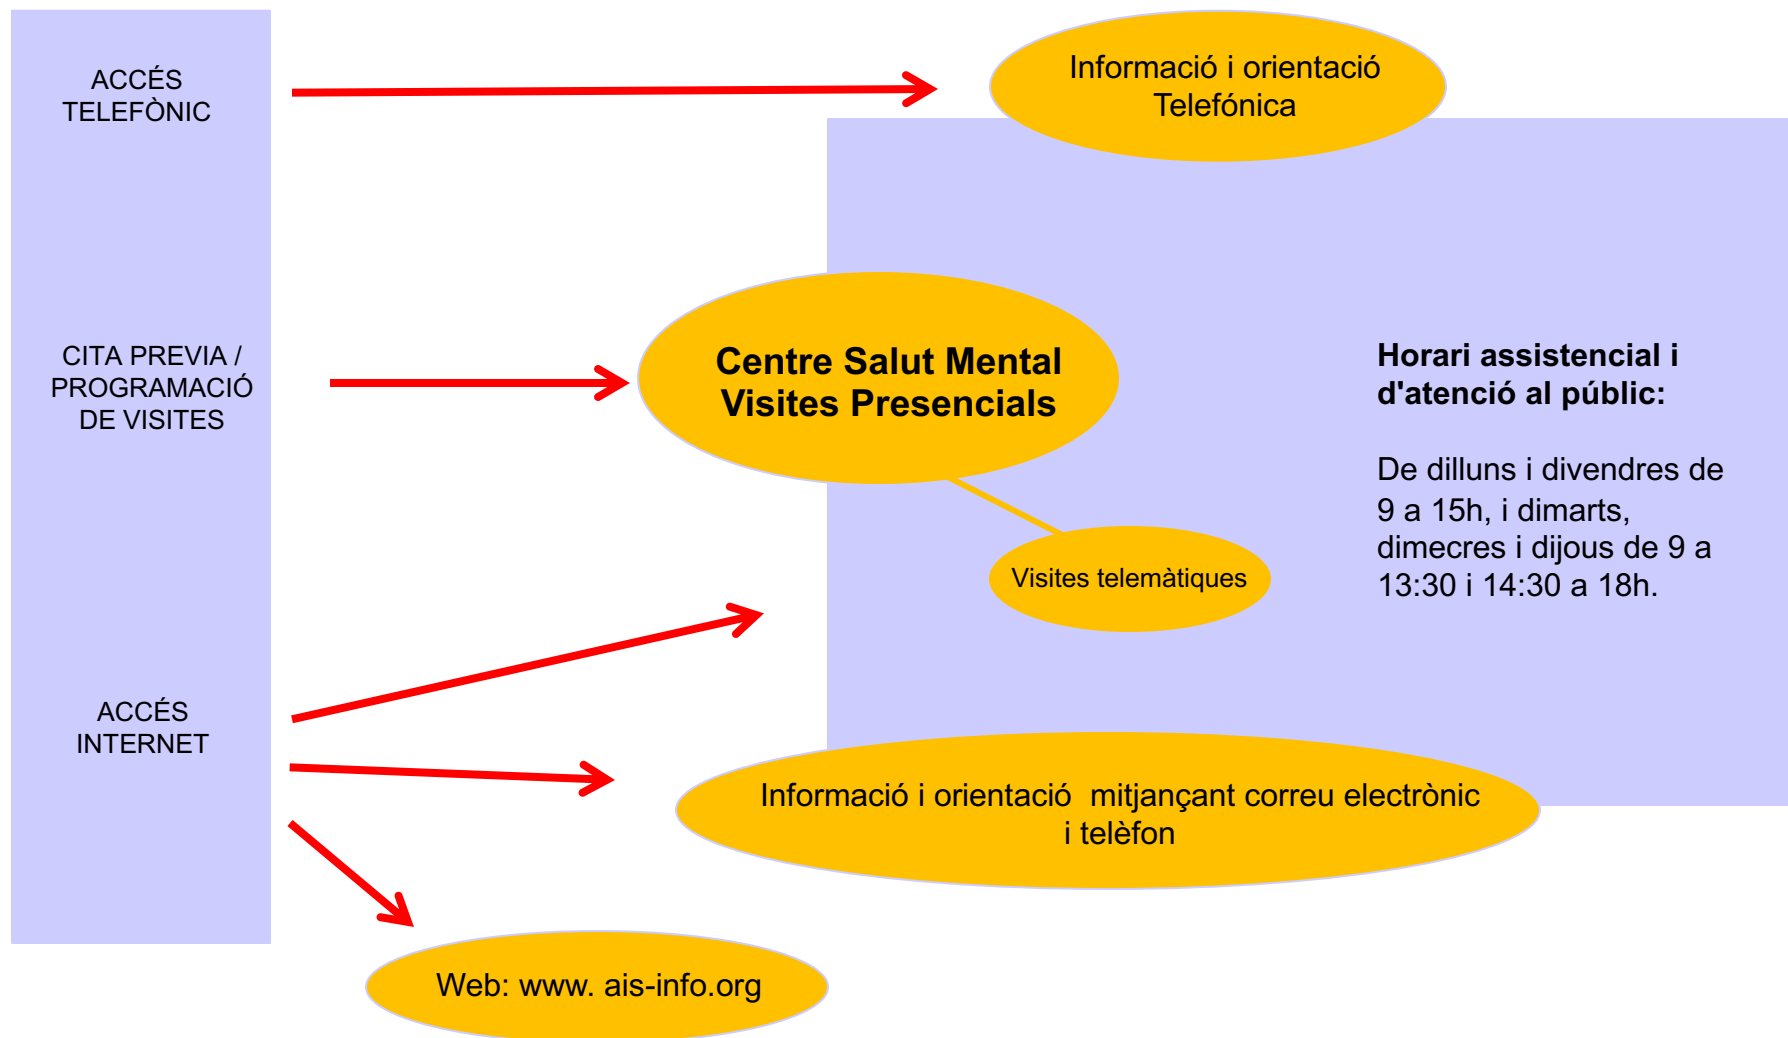 ACCÉS
TELEFÒNIC
Informació i orientació
Telefónica
CITA PREVIA /
PROGRAMACIÓ
DE VISITES
Centre Salut Mental
Visites Presencials
Horari assistencial i
d'atenció al públic:
De dilluns i divendres de
9 a 15h, i dimarts,
dimecres i dijous de 9 a
13:30 i 14:30 a 18h.
Visites telemàtiques
ACCÉS
INTERNET
Informació i orientació  mitjançant correu electrònic
i telèfon
Web: www. ais-info.org